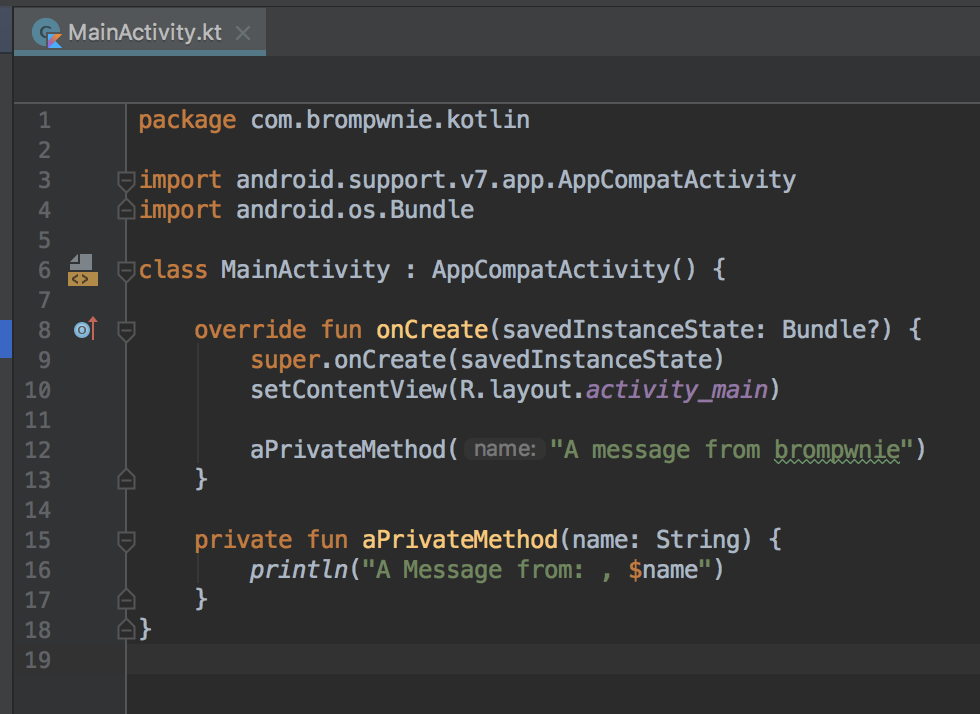 MainActivity.kt
1 package com.brompwnie.kotlin
2
3 import android.support.v7.app.AppCompatActivity
4 import android.os.Bundle
5
6 class MainActivity : AppCompatActivity() {
7
8 override fun onCreate(savedInstanceState: Bundle?) {
9 super.onCreate(savedInstanceState)
10 setContentView(R.layout.activity_main)
11
12 aPrivateMethod( name: "A message from brompwnie")
13 }
14
15 private fun aPrivateMethod(name: String) {
16 println("A Message from: , $name")
17 }
18 }
19